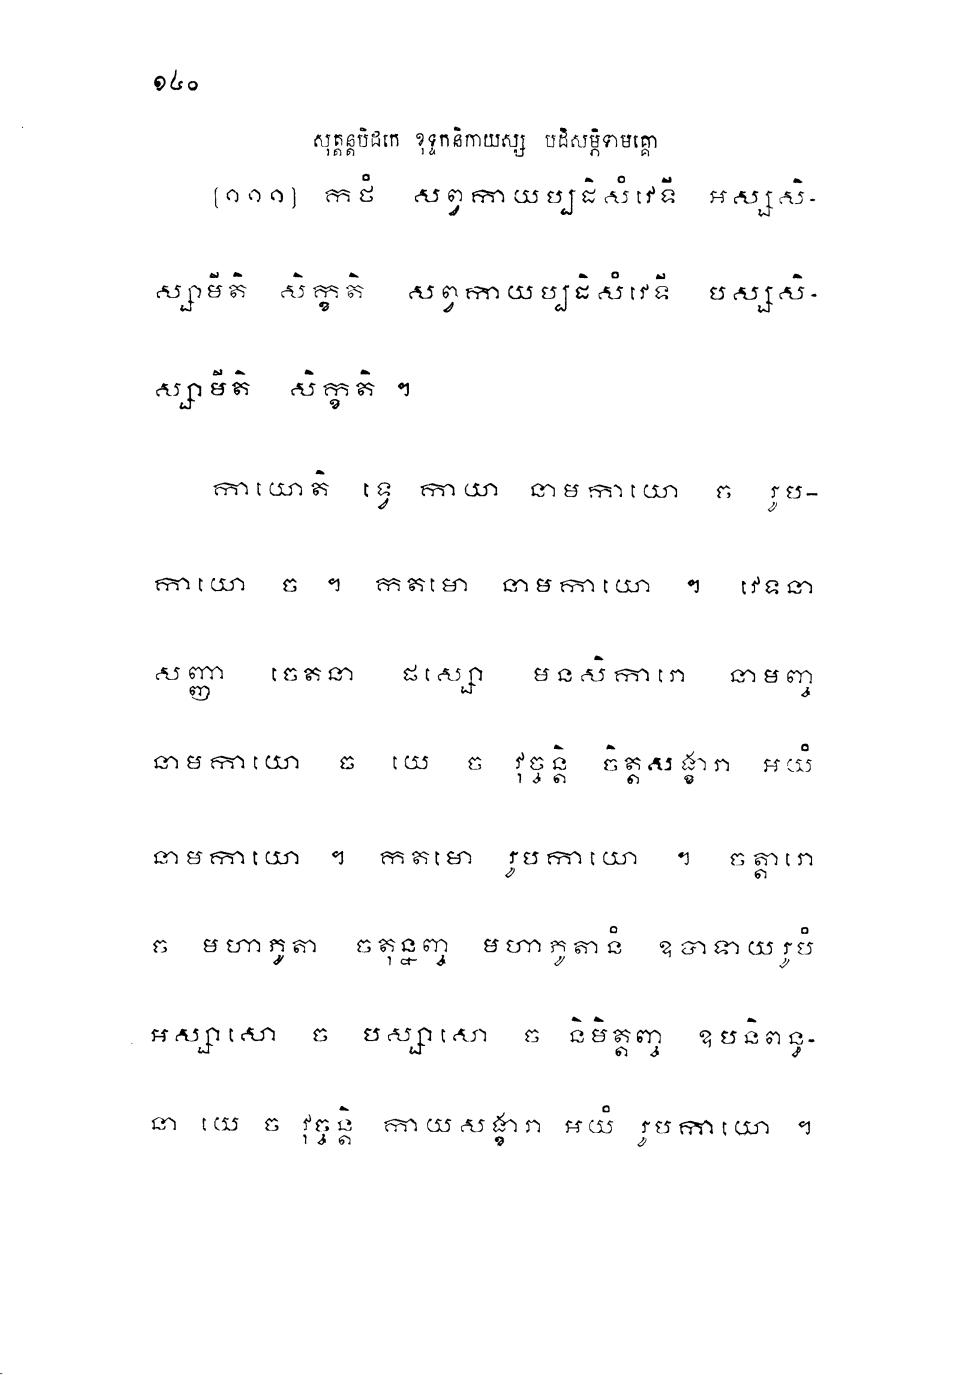 ១៤០
សុត្តន្តបិដកេ ខុទ្ទកនិកាយស្ស បដិសម្ភិទាមគ្គោ
(១១១) កថំ សព្វកាយប្បដិសំវេទី អស្សសិ-
ស្សាមីតិ សិក្ខតិ សព្វកាយប្បដិសំវេទី បស្សសិ-
ស្សាមីតិ សិក្ខតិ ។
កាយោតិ ទ្វេ កាយា នាមកាយោ ច រូប-
កាយោ ច ។ កតមោ នាមកាយោ ។ វេទនា
សញ្ញា ចេតនា ផស្សោ មនសិការោ នាមញ្ច
នាមកាយោ ច យេ ច វុច្ចន្តិ ចិត្តសង្ខារា អយំ
នាមកាយោ ។ កតមោ រូបកាយោ ។ ចត្តារោ
ច មហាភូតា ចតុន្នញ្ច មហាភូតានំ ឧបាទាយរូបំ
អស្សាសោ ច បស្សាសោ ច និមិត្តញ្ច ឧបនិពន្ធ-
នា យេ ច វុច្ចន្តិ កាយសង្ខារា អយំ រូបកាយោ ។